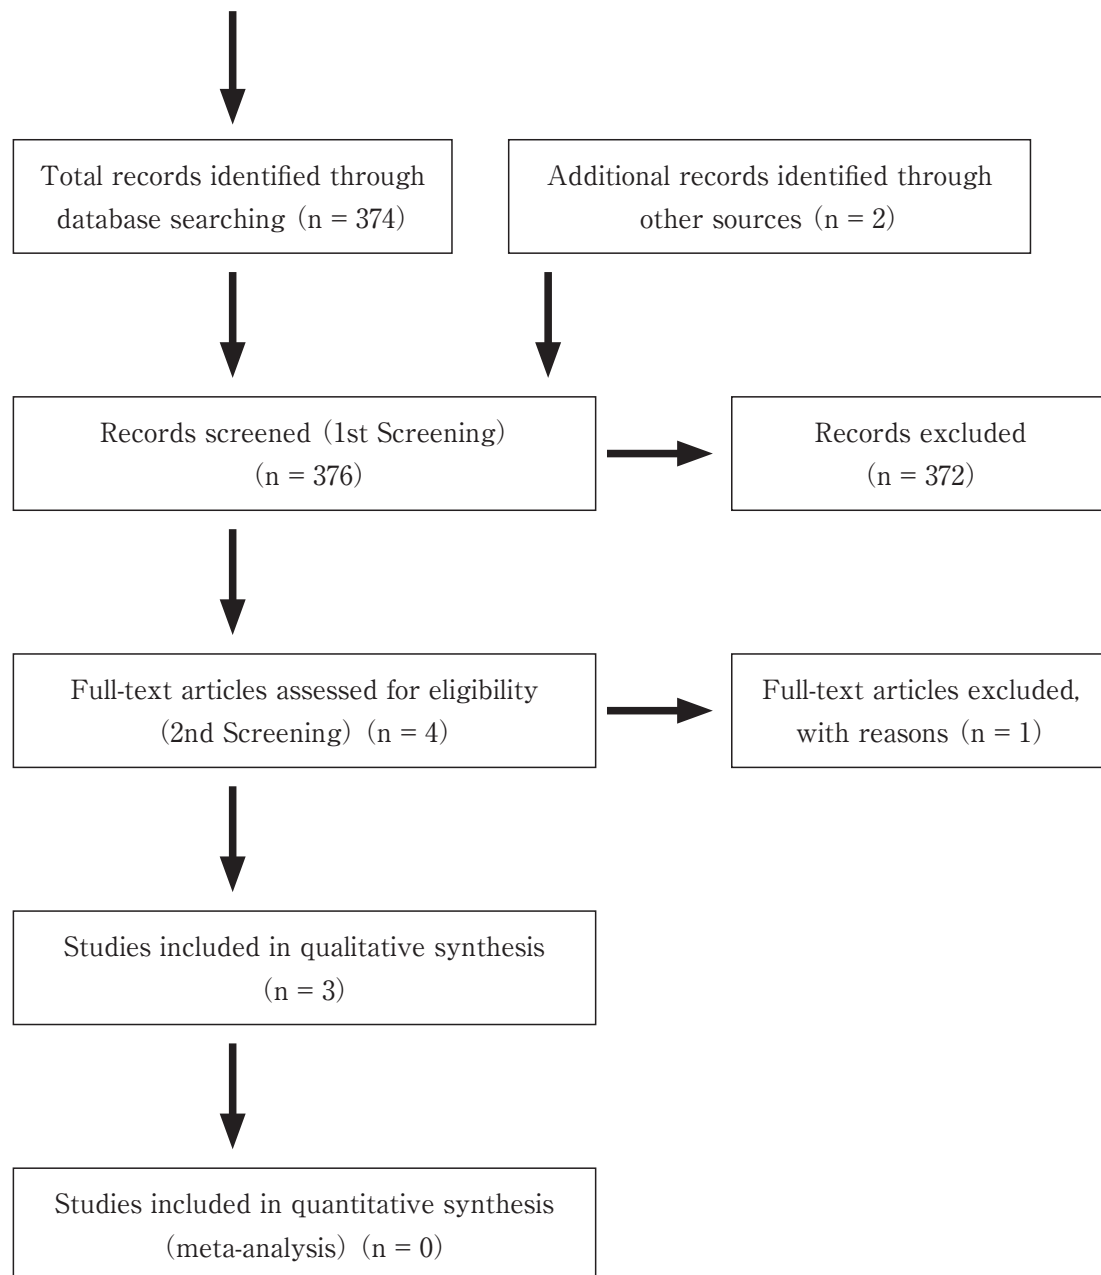 Total records identified through
database searching (n = 374)
Additional records identified through
other sources (n = 2)
Records screened (1st Screening)
(n = 376)
Records excluded
(n = 372)
Full-text articles assessed for eligibility
(2nd Screening) (n = 4)
Full-text articles excluded,
with reasons (n = 1)
Studies included in qualitative synthesis
(n = 3)
Studies included in quantitative synthesis
(meta-analysis) (n = 0)